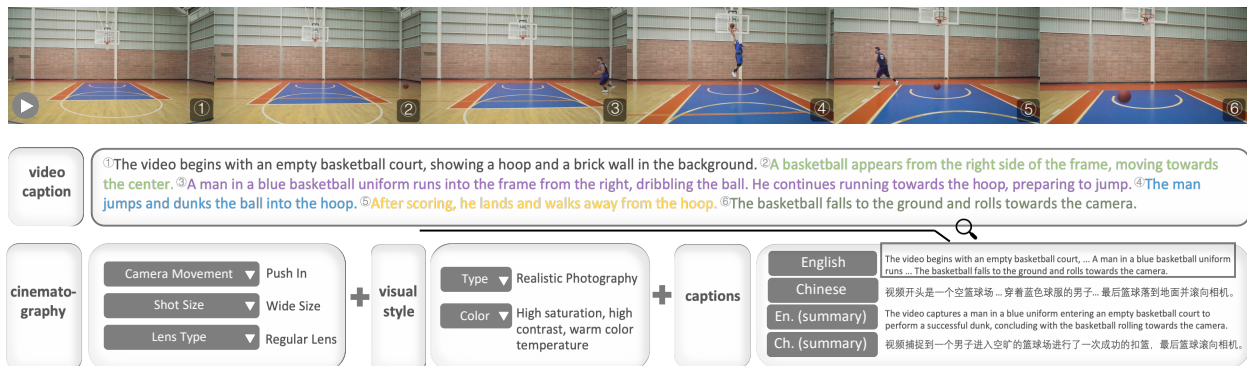 ① ② ③ ④ ⑤ ⑥
video
caption
①The video begins with an empty basketball court, showing a hoop and a brick wall in the background. ②A basketball appears from the right side of the frame, moving towards
the center. ③A man in a blue basketball uniform runs into the frame from the right, dribbling the ball. He continues running towards the hoop, preparing to jump. ④The man
jumps and dunks the ball into the hoop. ⑤After scoring, he lands and walks away from the hoop. ⑥The basketball falls to the ground and rolls towards the camera.
cinemato-
graphy
Camera Movement Push In
Shot Size Wide Size
Lens Type Regular Lens
visual
style
Type Realistic Photography
Color High saturation, high
contrast, warm color
temperature
captions
English
The video begins with an empty basketball court, ... A man in a blue basketball uniform
runs ... The basketball falls to the ground and rolls towards the camera.
Chinese 视频开头是一个空篮球场 ... 穿着蓝色球服的男子... 最后篮球落到地面并滚向相机。
En. (summary)
The video captures a man in a blue uniform entering an empty basketball court to
perform a successful dunk, concluding with the basketball rolling towards the camera.
Ch. (summary) 视频捕捉到一个男子进入空旷的篮球场进行了一次成功的扣篮，最后篮球滚向相机。